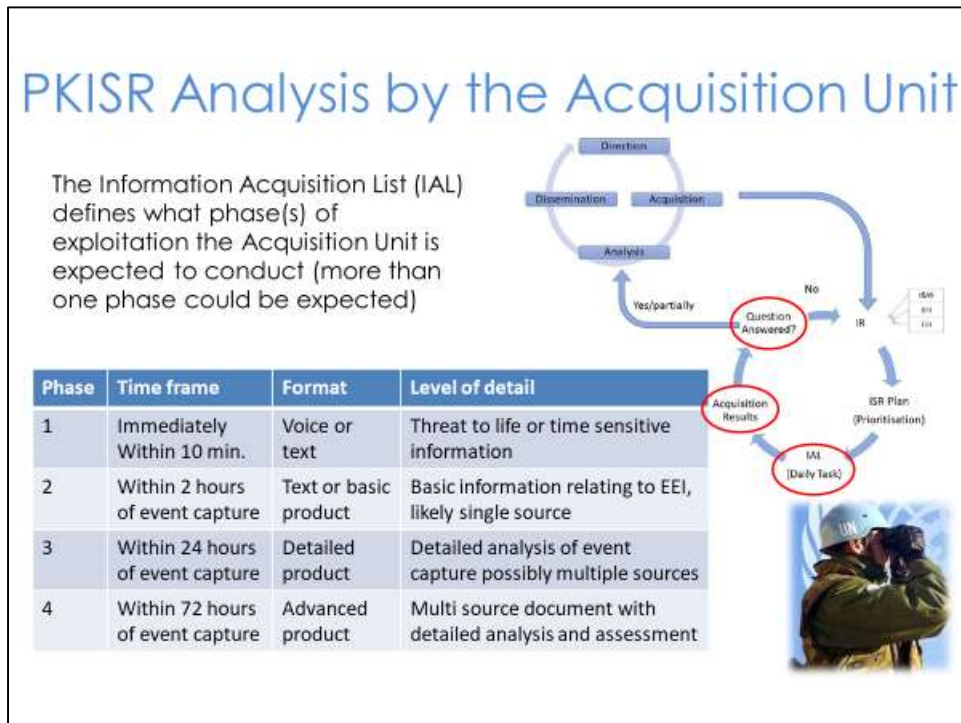 PKISR Analysis by the Acquisition Unit
The Information Acquisition List (IAL)
defines what phase(s) of
exploitation the Acquisition Unit is
expected to conduct (more than
one phase could be expected)
Direction
Dissemination
Acquisition
Analysis
No
Yes/partially
Question
Answered?
IR
Acquisition
Results
ISR Plan
(Prioritisation)
IAL
(Daily Task)
Phase Time frame Format Level of detail
1 Immediately Voice or Threat to life or time sensitive
Within 10 min. text information
2 Within 2 hours Text or basic Basic information relating to EEI,
of event capture product likely single source
3 Within 24 hours Detailed Detailed analysis of event
of event capture product capture possibly multiple sources
4 Within 72 hours Advanced Multi source document with
of event capture product detailed analysis and assessment
UN